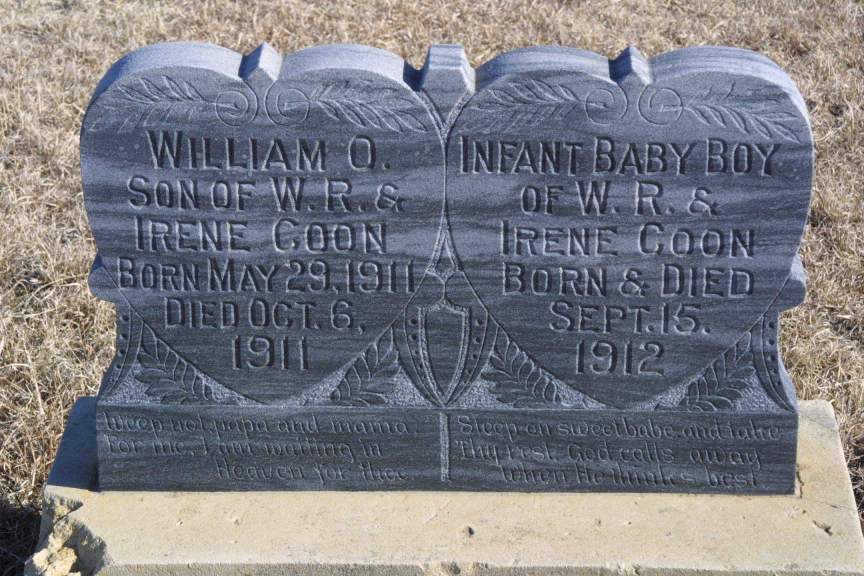 WILLIAM O.
SON OF W. R. &
IRENE COON
BORN MAY 29, 1911
DIED OCT. 6,
1911
Weep not, papa and mama
For me, I am waiting in
Heaven for thee
INFANT BABY BOY
OF W. R. &
IRENE COON
BORN & DIED
SEPT. 15.
1912
Sleep on sweet babe, and take
Thy rest. God calls away
When He thinks best.